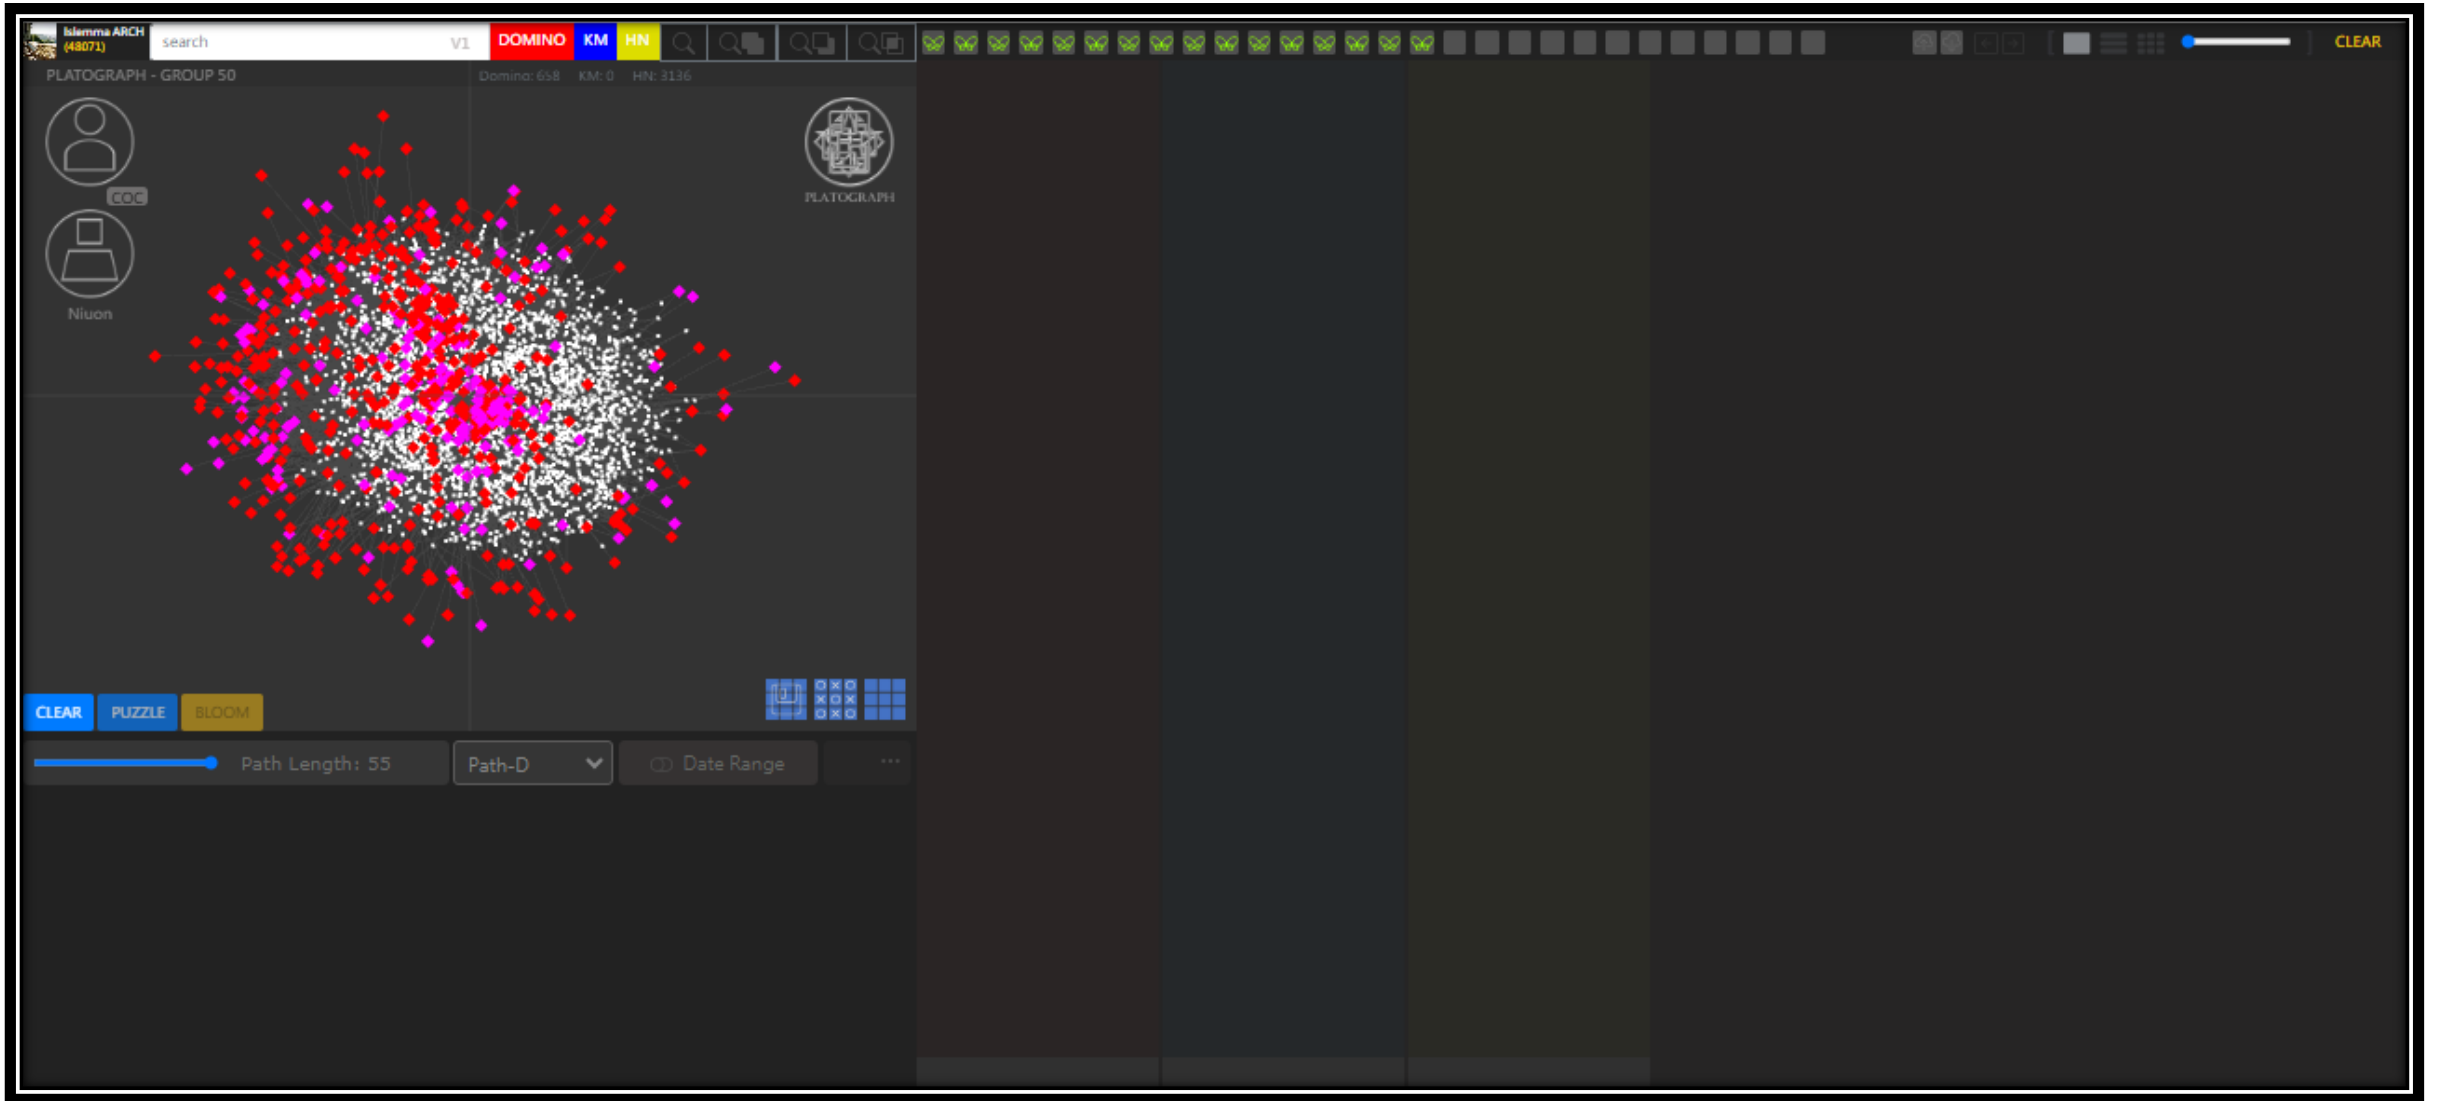 Islemma ARCH
(48071)
search V1 DOMINO KM HN
CLEAR
PLATOGRAPH - GROUP 50 Domino: 658 KM: 0 HN: 3136
PLATOGRAPH
COC
Niuon
CLEAR PUZZLE BLOOM
Path Length: 55 Path-D Date Range ...